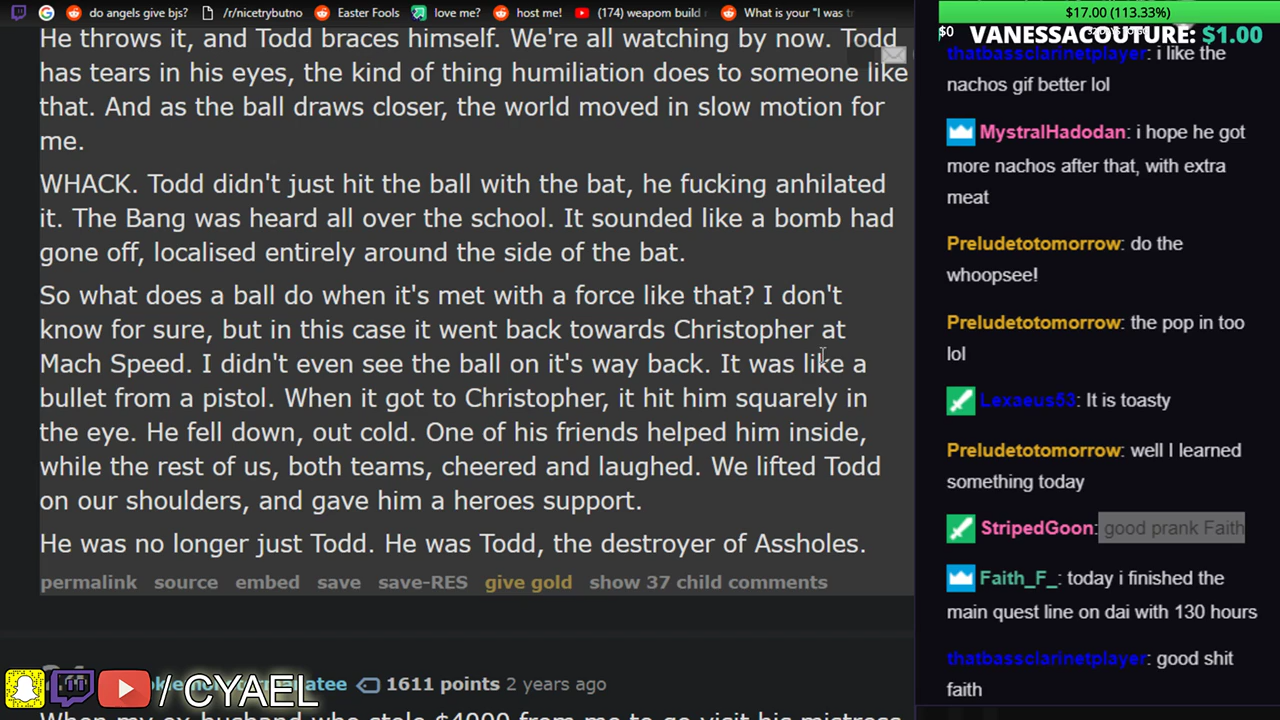 do angels give bjs?
/r/nicetrybutno
Easter Fools
love me?
host me!
(174) weapom build
What is your "I was t
$17.00 (113.33%)
$0
VANESSACOUTURE: $1.00
He throws it, and Todd braces himself. We're all watching by now. Todd
has tears in his eyes, the kind of thing humiliation does to someone like
that. And as the ball draws closer, the world moved in slow motion for
me.
WHACK. Todd didn't just hit the ball with the bat, he fucking anhilated
it. The Bang was heard all over the school. It sounded like a bomb had
gone off, localised entirely around the side of the bat.
So what does a ball do when it's met with a force like that? I don't
know for sure, but in this case it went back towards Christopher at
Mach Speed. I didn't even see the ball on it's way back. It was like a
bullet from a pistol. When it got to Christopher, it hit him squarely in
the eye. He fell down, out cold. One of his friends helped him inside,
while the rest of us, both teams, cheered and laughed. We lifted Todd
on our shoulders, and gave him a heroes support.
He was no longer just Todd. He was Todd, the destroyer of Assholes.
permalink source embed save save-RES give gold show 37 child comments
1611 points 2 years ago
/ CYAEL
When my ex-husband who stole $4000 from me to go visit his mistress
thatbassclarinetplayer: i like the
nachos gif better lol
MystralHadodan: i hope he got
more nachos after that, with extra
meat
Preludetotomorrow: do the
whoopsee!
Preludetotomorrow: the pop in too
lol
Lexaeus53: It is toasty
Preludetotomorrow: well I learned
something today
StripedGoon: good prank Faith
Faith_F_: today i finished the
main quest line on dai with 130 hours
thatbassclarinetplayer: good shit
faith